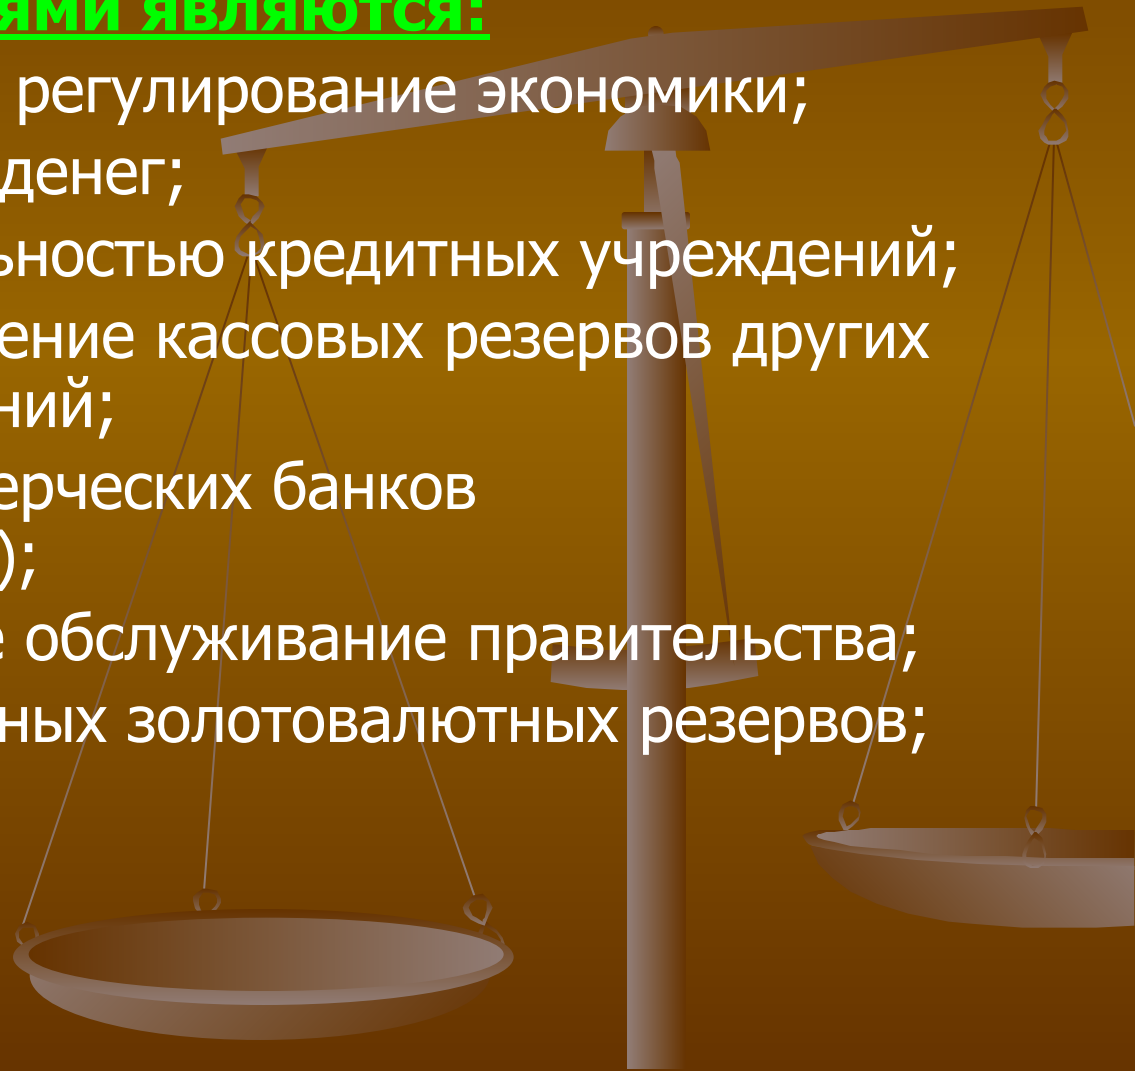 ями являются:
регулирование экономики;
денег;
ьностью кредитных учреждений;
ение кассовых резервов других
ний;
ерческих банков
);
е обслуживание правительства;
ных золотовалютных резервов;